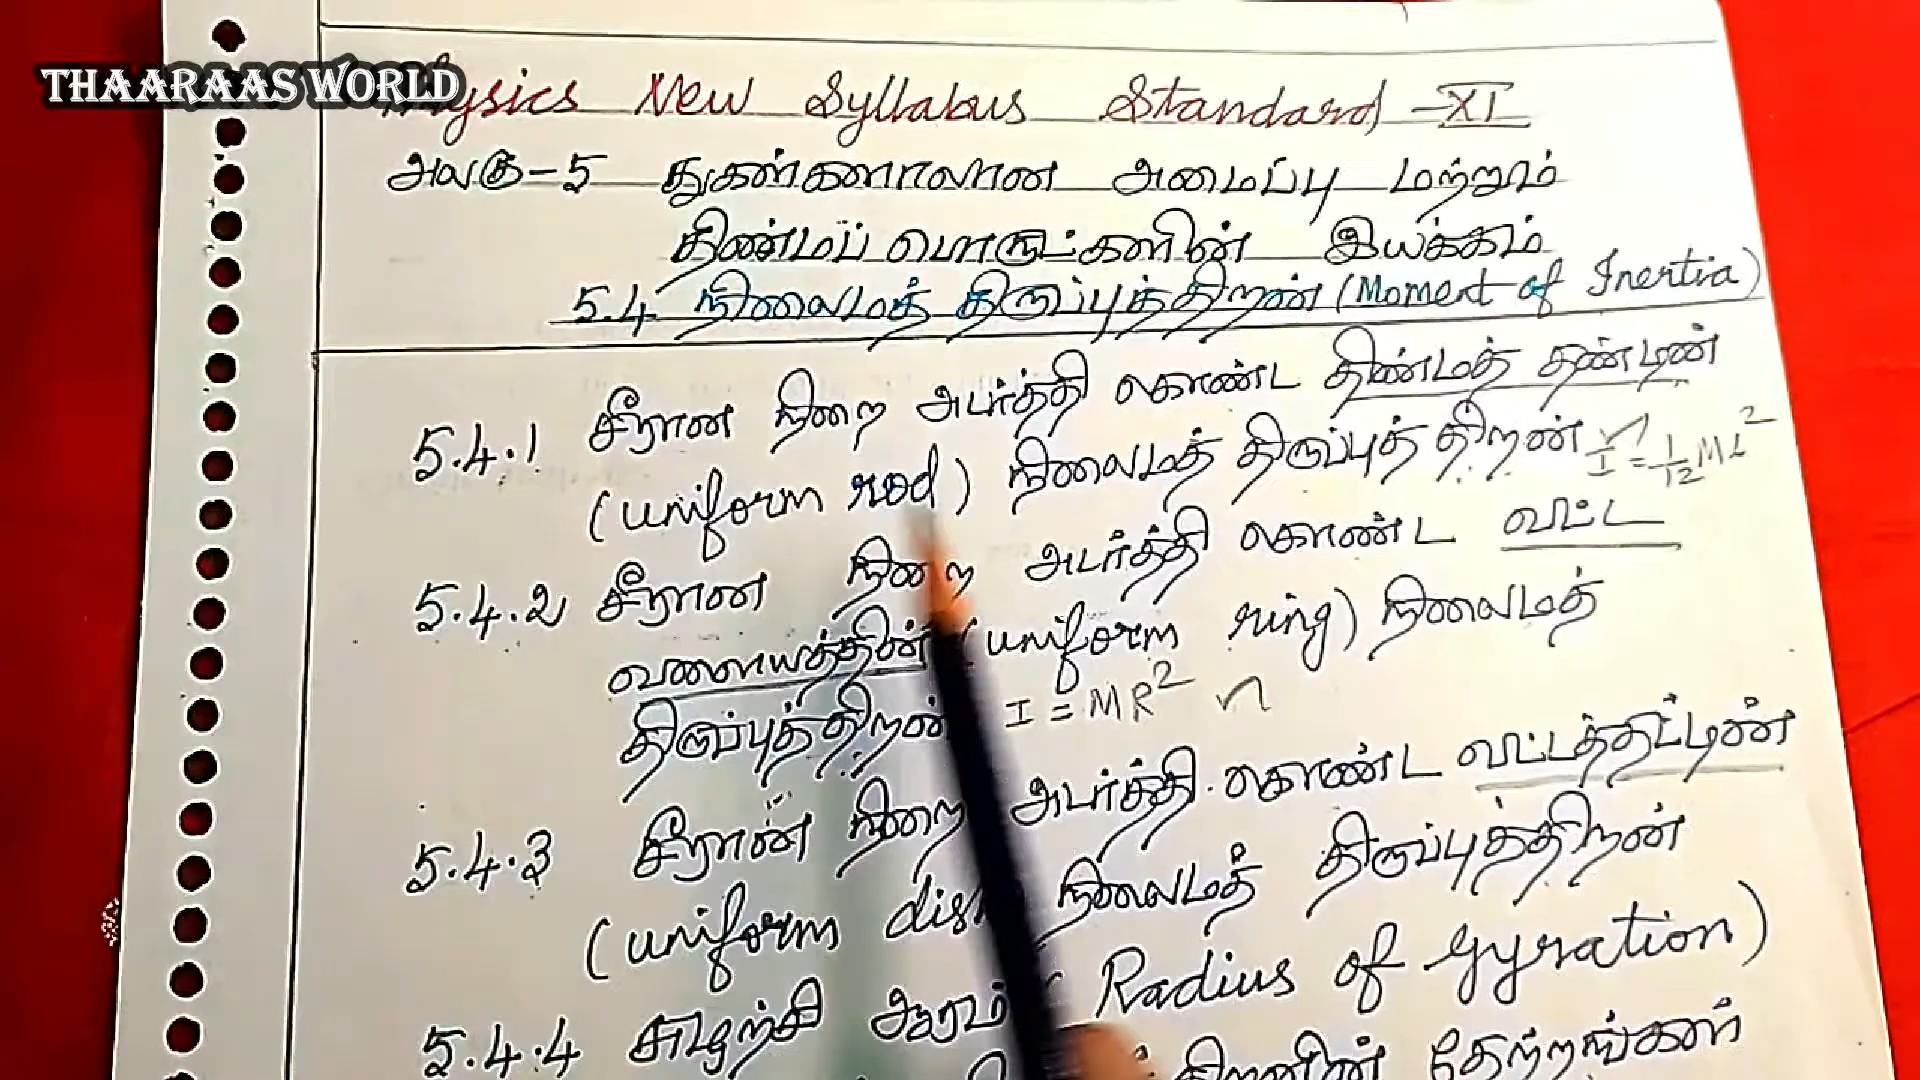 THAARAAS WORLD
Physics New Syllabus Standard - XI
அலகு-5 துகள்களாலான அமைப்பு மற்றும்
திண்மப் பொருட்களின் இயக்கம்
5.4 நிலைமத் திருப்புத்திறன் (Moment of Inertia)
5.4.1 சீரான நிறை அடர்த்தி கொண்ட திண்மத் தண்டின்
(uniform rod) நிலைமத் திருப்புத் திறன் I = 1/12 ML²
5.4.2 சீரான நிறை அடர்த்தி கொண்ட வட்ட
வளையத்தின் (uniform ring) நிலைமத்
திருப்புத்திறன் I = MR²
5.4.3 சீரான் நிறை அடர்த்தி கொண்ட வட்டத்தட்டின்
(uniform நிலைமத் திருப்புத்திறன்
5.4.4 சுழற்சி ஆரம் (Radius of Gyration)
தேற்றங்கள்